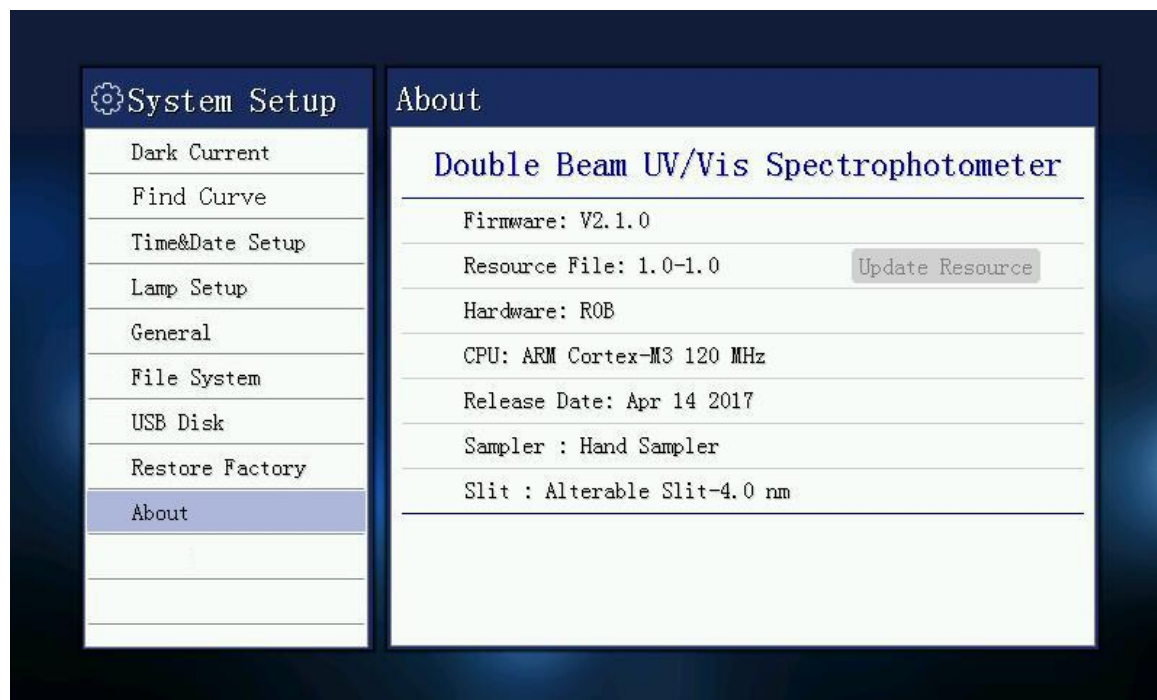 System Setup
Dark Current
Find Curve
Time&Date Setup
Lamp Setup
General
File System
USB Disk
Restore Factory
About
About
Double Beam UV/Vis Spectrophotometer
Firmware: V2.1.0
Resource File: 1.0-1.0 Update Resource
Hardware: R0B
CPU: ARM Cortex-M3 120 MHz
Release Date: Apr 14 2017
Sampler : Hand Sampler
Slit : Alterable Slit-4.0 nm